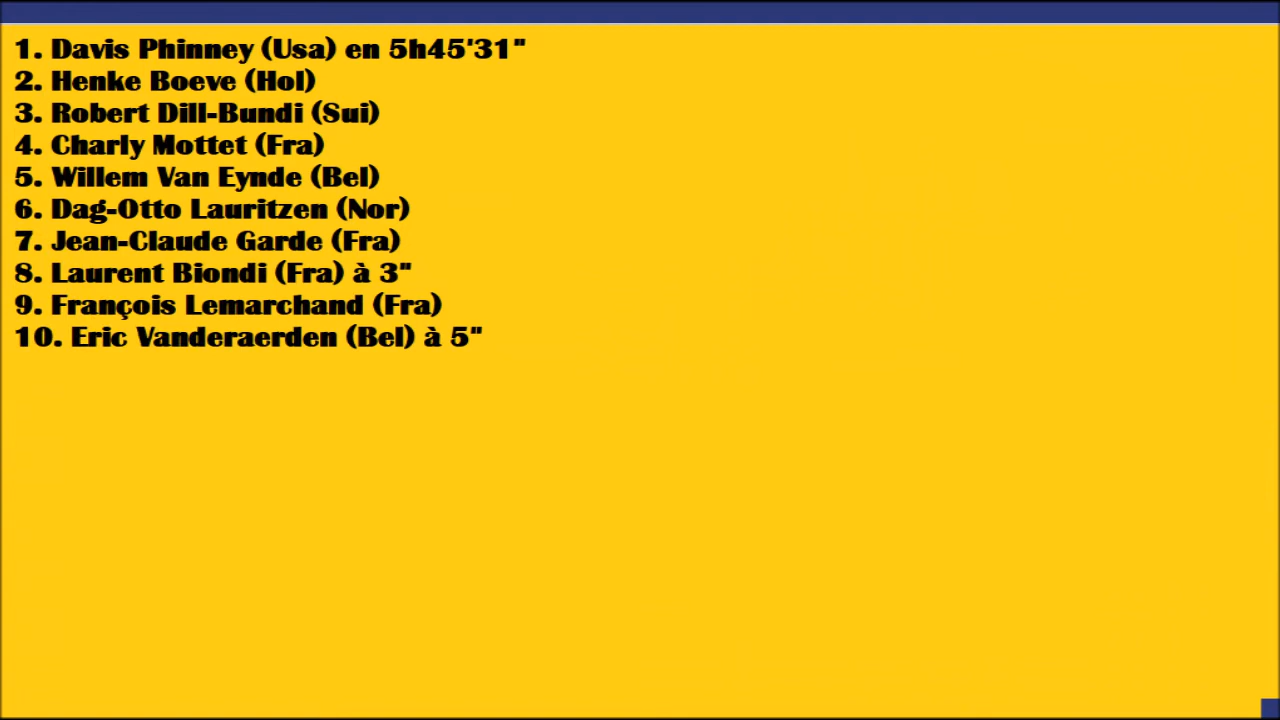 1. Davis Phinney (Usa) en 5h45'31"
2. Henke Boeve (Hol)
3. Robert Dill-Bundi (Sui)
4. Charly Mottet (Fra)
5. Willem Van Eynde (Bel)
6. Dag-Otto Lauritzen (Nor)
7. Jean-Claude Garde (Fra)
8. Laurent Biondi (Fra) à 3"
9. François Lemarchand (Fra)
10. Eric Vanderaerden (Bel) à 5"